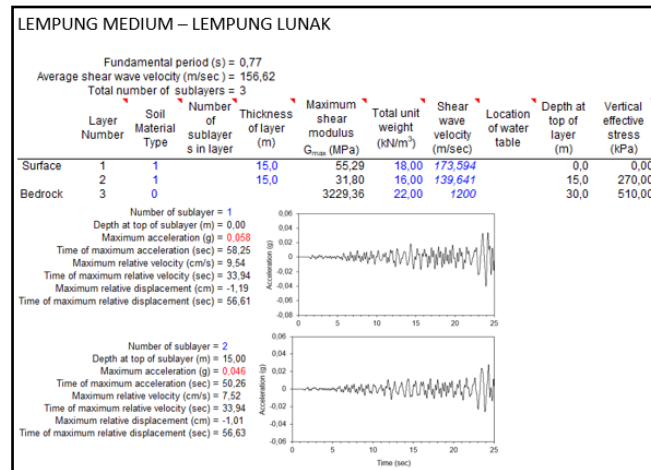 LEMPUNG MEDIUM – LEMPUNG LUNAK
Fundamental period (s) = 0,77
Average shear wave velocity (m/sec) = 156,62
Total number of sublayers = 3
Layer Number Soil Material Type Number of sublayer s in layer Thickness of layer (m) Maximum shear modulus Gmax (MPa) Total unit weight (kN/m³) Shear wave velocity (m/sec) Location of water table Depth at top of layer (m) Vertical effective stress (kPa)
Surface 1 1 15,0 55,29 18,00 173,594 0,0 0,00
2 1 15,0 31,80 16,00 139,641 15,0 270,00
Bedrock 3 0 3229,36 22,00 1200 30,0 510,00
Number of sublayer = 1
Depth at top of sublayer (m) = 0,00
Maximum acceleration (g) = 0,058
Time of maximum acceleration (sec) = 58,25
Maximum relative velocity (cm/s) = 9,54
Time of maximum relative velocity (sec) = 33,94
Maximum relative displacement (cm) = -1,19
Time of maximum relative displacement (sec) = 56,61
Acceleration (g)
0,06
0,04
0,02
0
-0,02
-0,04
-0,06
-0,08
0 5 10 15 20 25
Number of sublayer = 2
Depth at top of sublayer (m) = 15,00
Maximum acceleration (g) = 0,046
Time of maximum acceleration (sec) = 50,26
Maximum relative velocity (cm/s) = 7,52
Time of maximum relative velocity (sec) = 33,94
Maximum relative displacement (cm) = -1,01
Time of maximum relative displacement (sec) = 56,63
Acceleration (g)
0,06
0,04
0,02
0
-0,02
-0,04
-0,06
0 5 10 15 20 25
Time (sec)